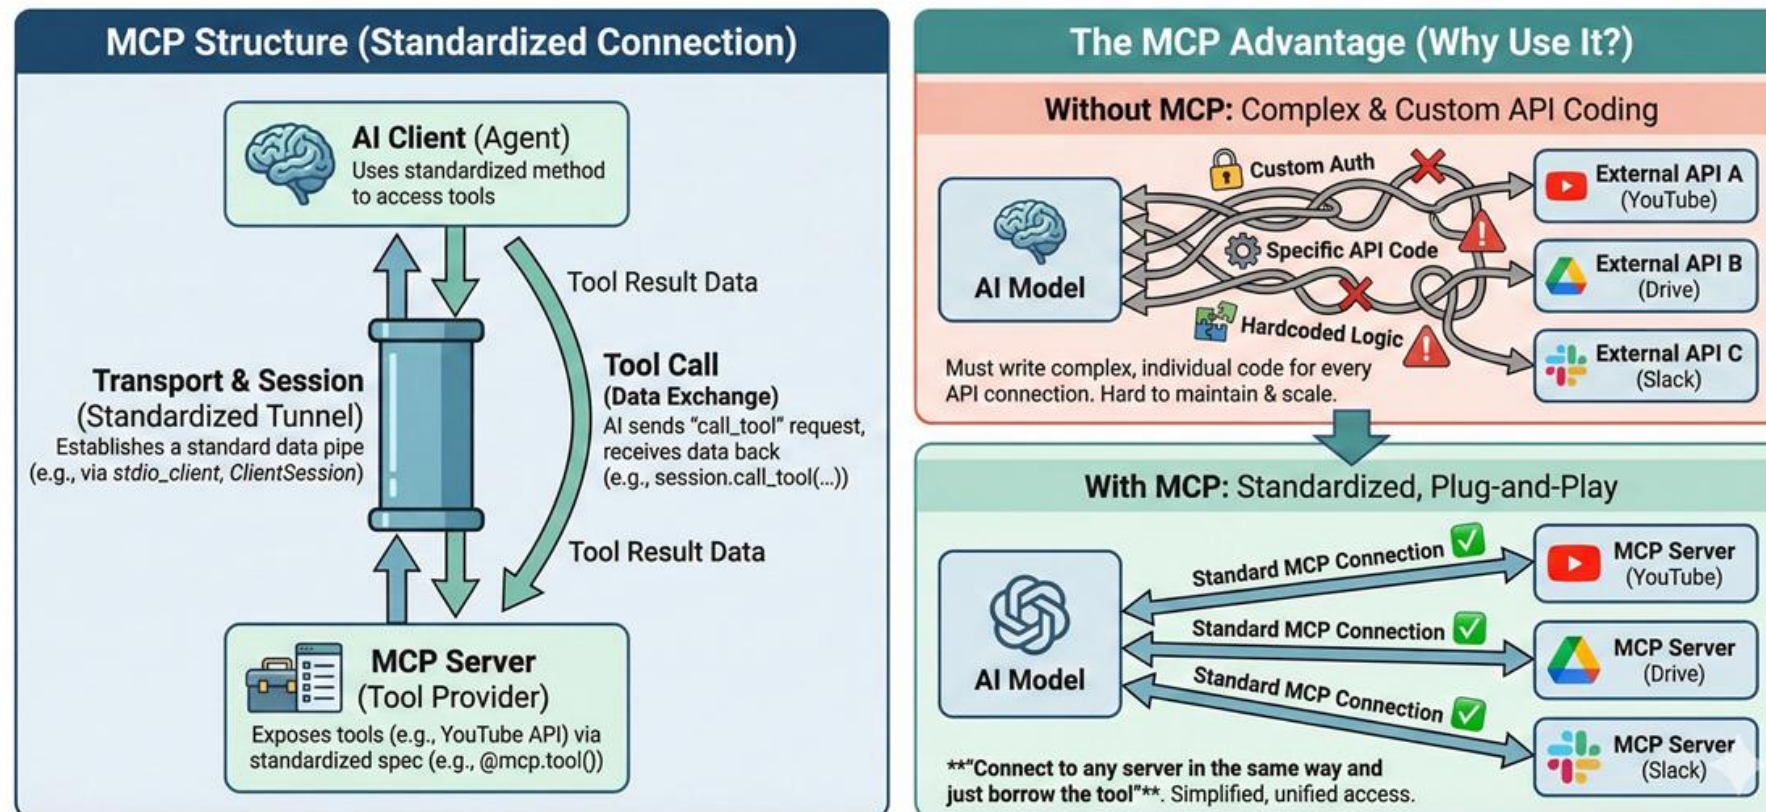 MCP Structure (Standardized Connection)
AI Client (Agent)
Uses standardized method
to access tools
Tool Result Data
Transport & Session
(Standardized Tunnel)
Establishes a standard data pipe
(e.g., via stdio_client, ClientSession)
Tool Call
(Data Exchange)
AI sends “call_tool” request,
receives data back
(e.g., session.call_tool(...))
Tool Result Data
MCP Server
(Tool Provider)
Exposes tools (e.g., YouTube API) via
standardized spec (e.g., @mcp.tool())
The MCP Advantage (Why Use It?)
Without MCP: Complex & Custom API Coding
AI Model
Custom Auth
Specific API Code
Hardcoded Logic
External API A
(YouTube)
External API B
(Drive)
External API C
(Slack)
Must write complex, individual code for every
API connection. Hard to maintain & scale.
With MCP: Standardized, Plug-and-Play
AI Model
Standard MCP Connection
Standard MCP Connection
Standard MCP Connection
MCP Server
(YouTube)
MCP Server
(Drive)
MCP Server
(Slack)
**“Connect to any server in the same way and
just borrow the tool”**. Simplified, unified access.